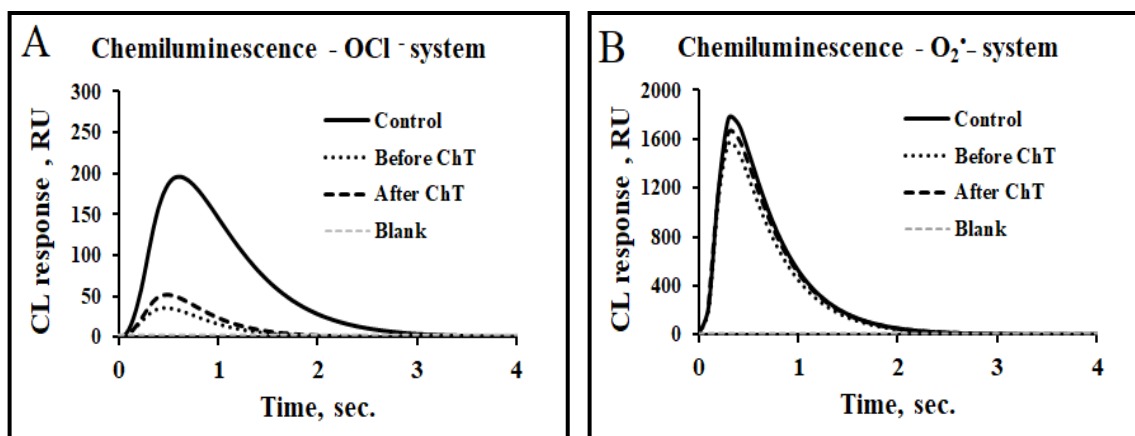 A
Chemiluminescence - OCl⁻ system
CL response , RU
300
250
200
150
100
50
0
Control
Before ChT
After ChT
Blank
0 1 2 3 4
Time, sec.
B
Chemiluminescence - O₂•– system
CL response , RU
2000
1600
1200
800
400
0
Control
Before ChT
After ChT
Blank
0 1 2 3 4
Time, sec.